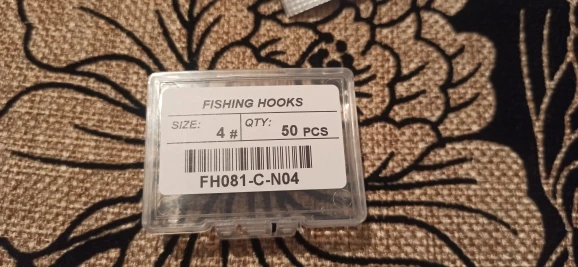 FISHING HOOKS
SIZE: 4 # QTY: 50 PCS
FH081-C-N04